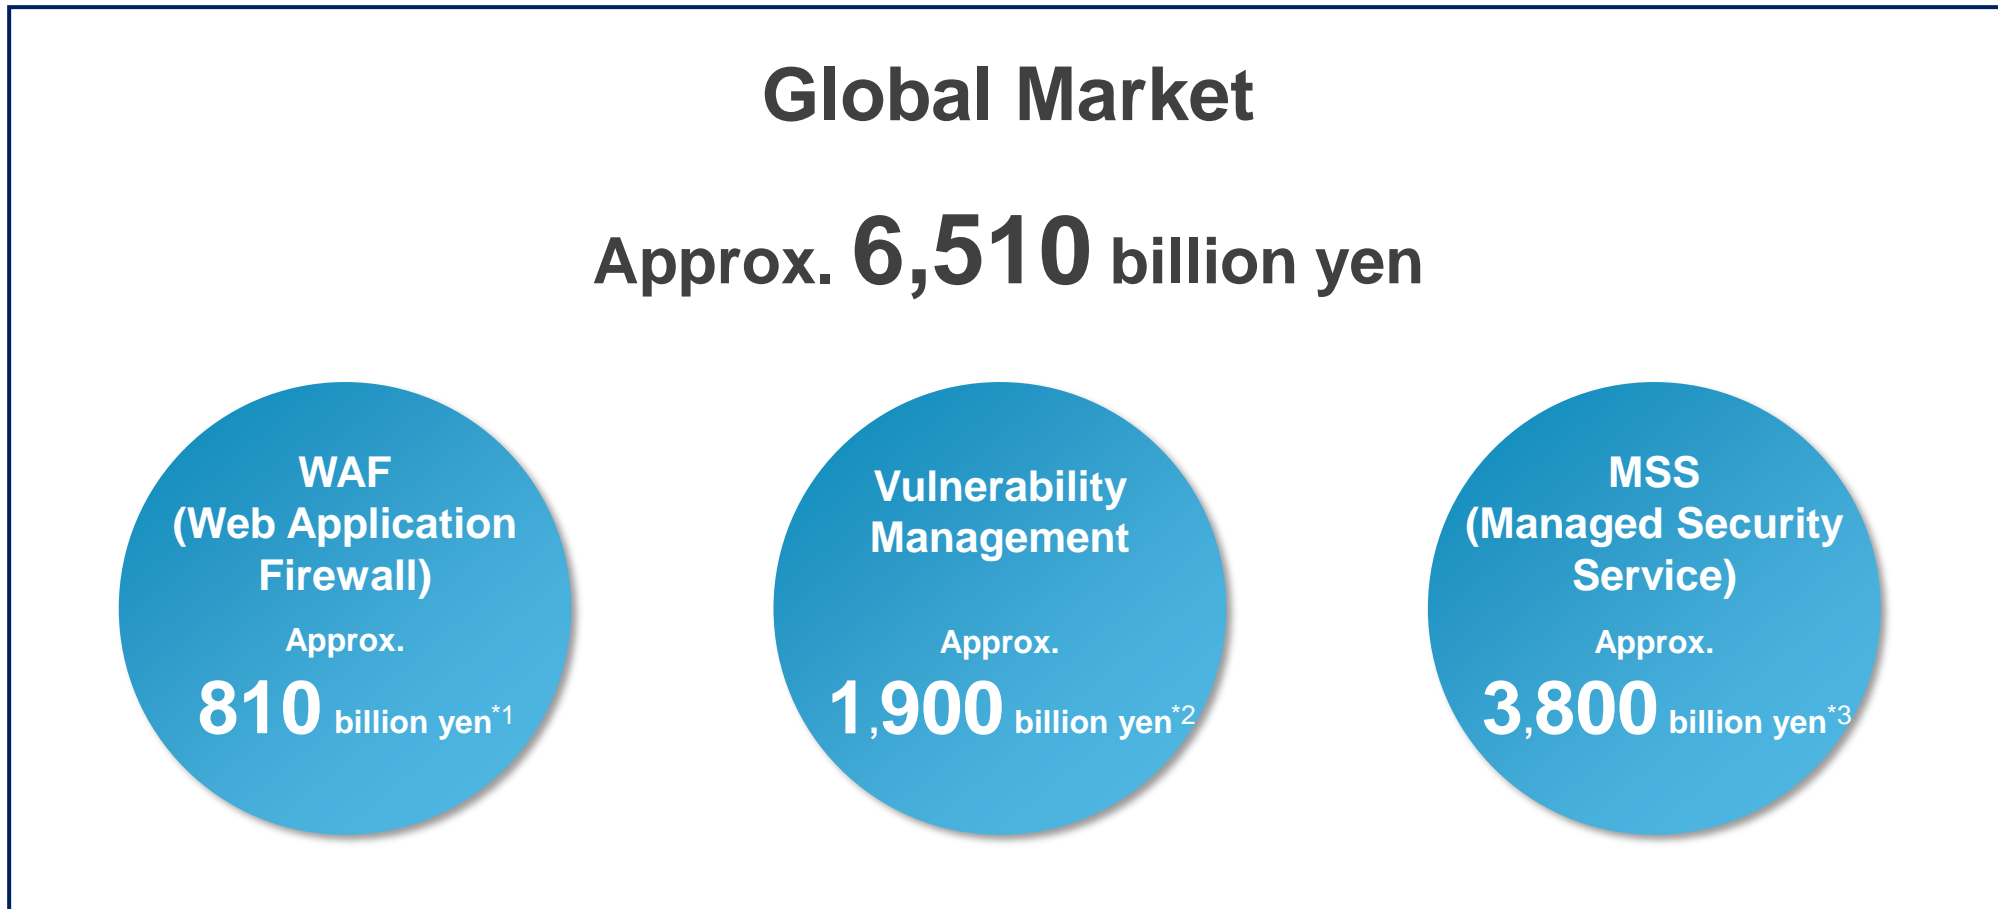 Global Market
Approx. 6,510 billion yen
WAF
(Web Application
Firewall)
Approx.
810 billion yen*1
Vulnerability
Management
Approx.
1,900 billion yen*2
MSS
(Managed Security
Service)
Approx.
3,800 billion yen*3